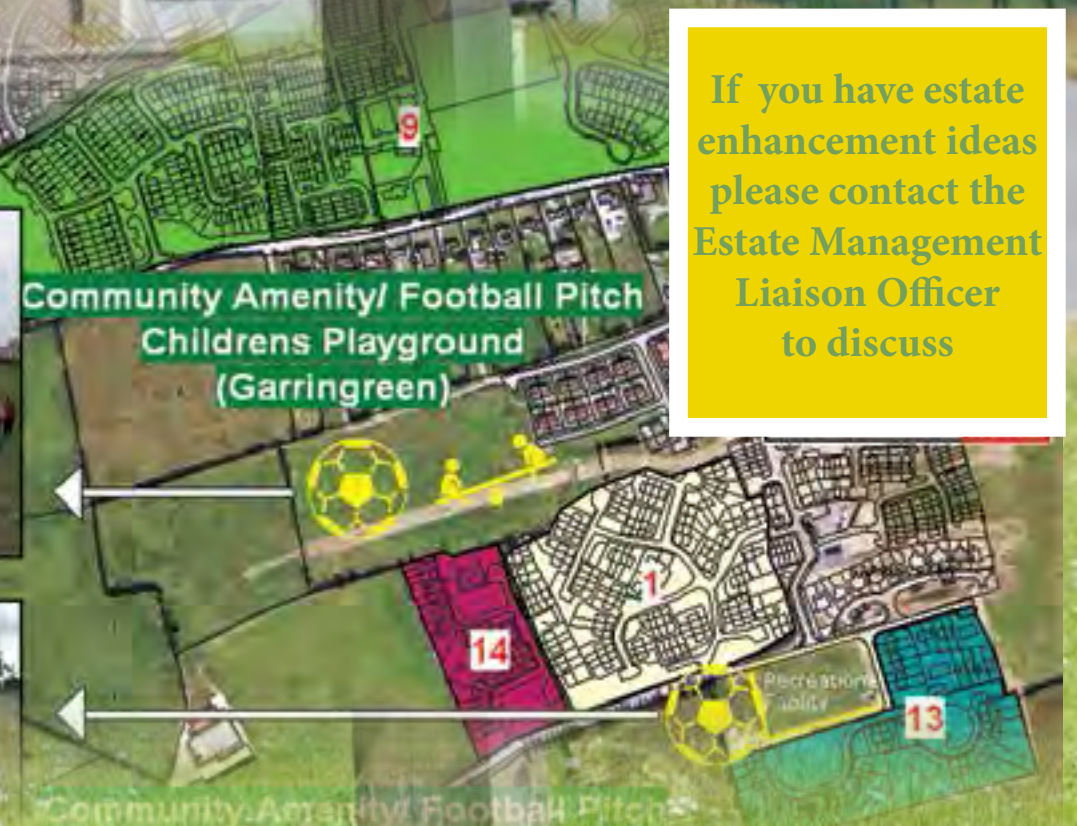 If you have estate
enhancement ideas
please contact the
Estate Management
Liaison Officer
to discuss
9
Community Amenity/ Football Pitch
Childrens Playground
(Garringreen)
1
14
Recreation
13
Community Amenity/ Football Pitch